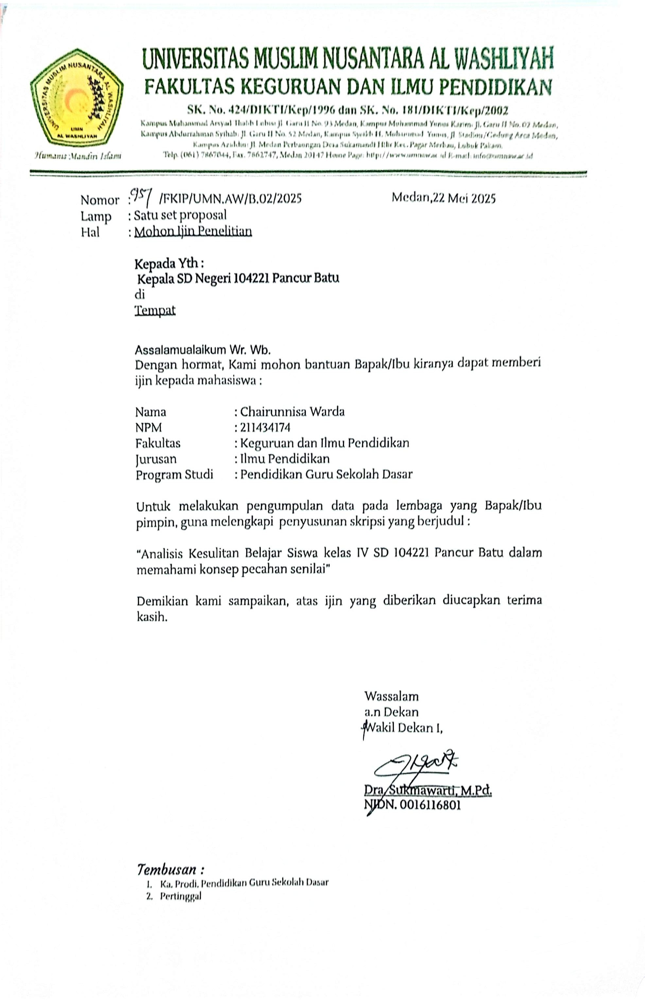 UNIVERSITAS MUSLIM NUSANTARA AL WASHLIYAH
UMN
AL WASHLIYAH
Humanis Mandiri Islami
UNIVERSITAS MUSLIM NUSANTARA AL WASHLIYAH
FAKULTAS KEGURUAN DAN ILMU PENDIDIKAN
SK. No. 424/DIKTI/Kep/1996 dan SK. No. 181/DIKTI/Kep/2002
Kampus Muhammad Arsyad Thalib Lubis: Jl. Garu II No. 93 Medan, Kampus Muhammad Yunus Karim: Jl. Garu II No. 02 Medan,
Kampus Abdurrahman Syihab: Jl. Garu II No. 52 Medan, Kampus Syeikh H. Muhammad Yunus, Jl. Stadion/Gedung Arca Medan,
Kampus Azizddin: Jl. Medan Perbaungan Desa Sukamandi Hilir Kec. Pagar Merbau, Lubuk Pakam.
Telp. (061) 7867044, Fax. 7862747, Medan 20147 Home Page: http://www.umnaw.ac.id E-mail: info@umnaw.ac.id
Nomor : 957 /FKIP/UMN.AW/B.02/2025 Medan,22 Mei 2025
Lamp : Satu set proposal
Hal : Mohon Ijin Penelitian
Kepada Yth :
Kepala SD Negeri 104221 Pancur Batu
di
Tempat
Assalamualaikum Wr. Wb.
Dengan hormat, Kami mohon bantuan Bapak/Ibu kiranya dapat memberi
ijin kepada mahasiswa :
Nama : Chairunnisa Warda
NPM : 211434174
Fakultas : Keguruan dan Ilmu Pendidikan
Jurusan : Ilmu Pendidikan
Program Studi : Pendidikan Guru Sekolah Dasar
Untuk melakukan pengumpulan data pada lembaga yang Bapak/Ibu
pimpin, guna melengkapi penyusunan skripsi yang berjudul :
“Analisis Kesulitan Belajar Siswa kelas IV SD 104221 Pancur Batu dalam
memahami konsep pecahan senilai”
Demikian kami sampaikan, atas ijin yang diberikan diucapkan terima
kasih.
Wassalam
a.n Dekan
Wakil Dekan I,
Dra. Sukmawarti, M.Pd.
NIDN. 0016116801
Tembusan :
1. Ka. Prodi. Pendidikan Guru Sekolah Dasar
2. Pertinggal